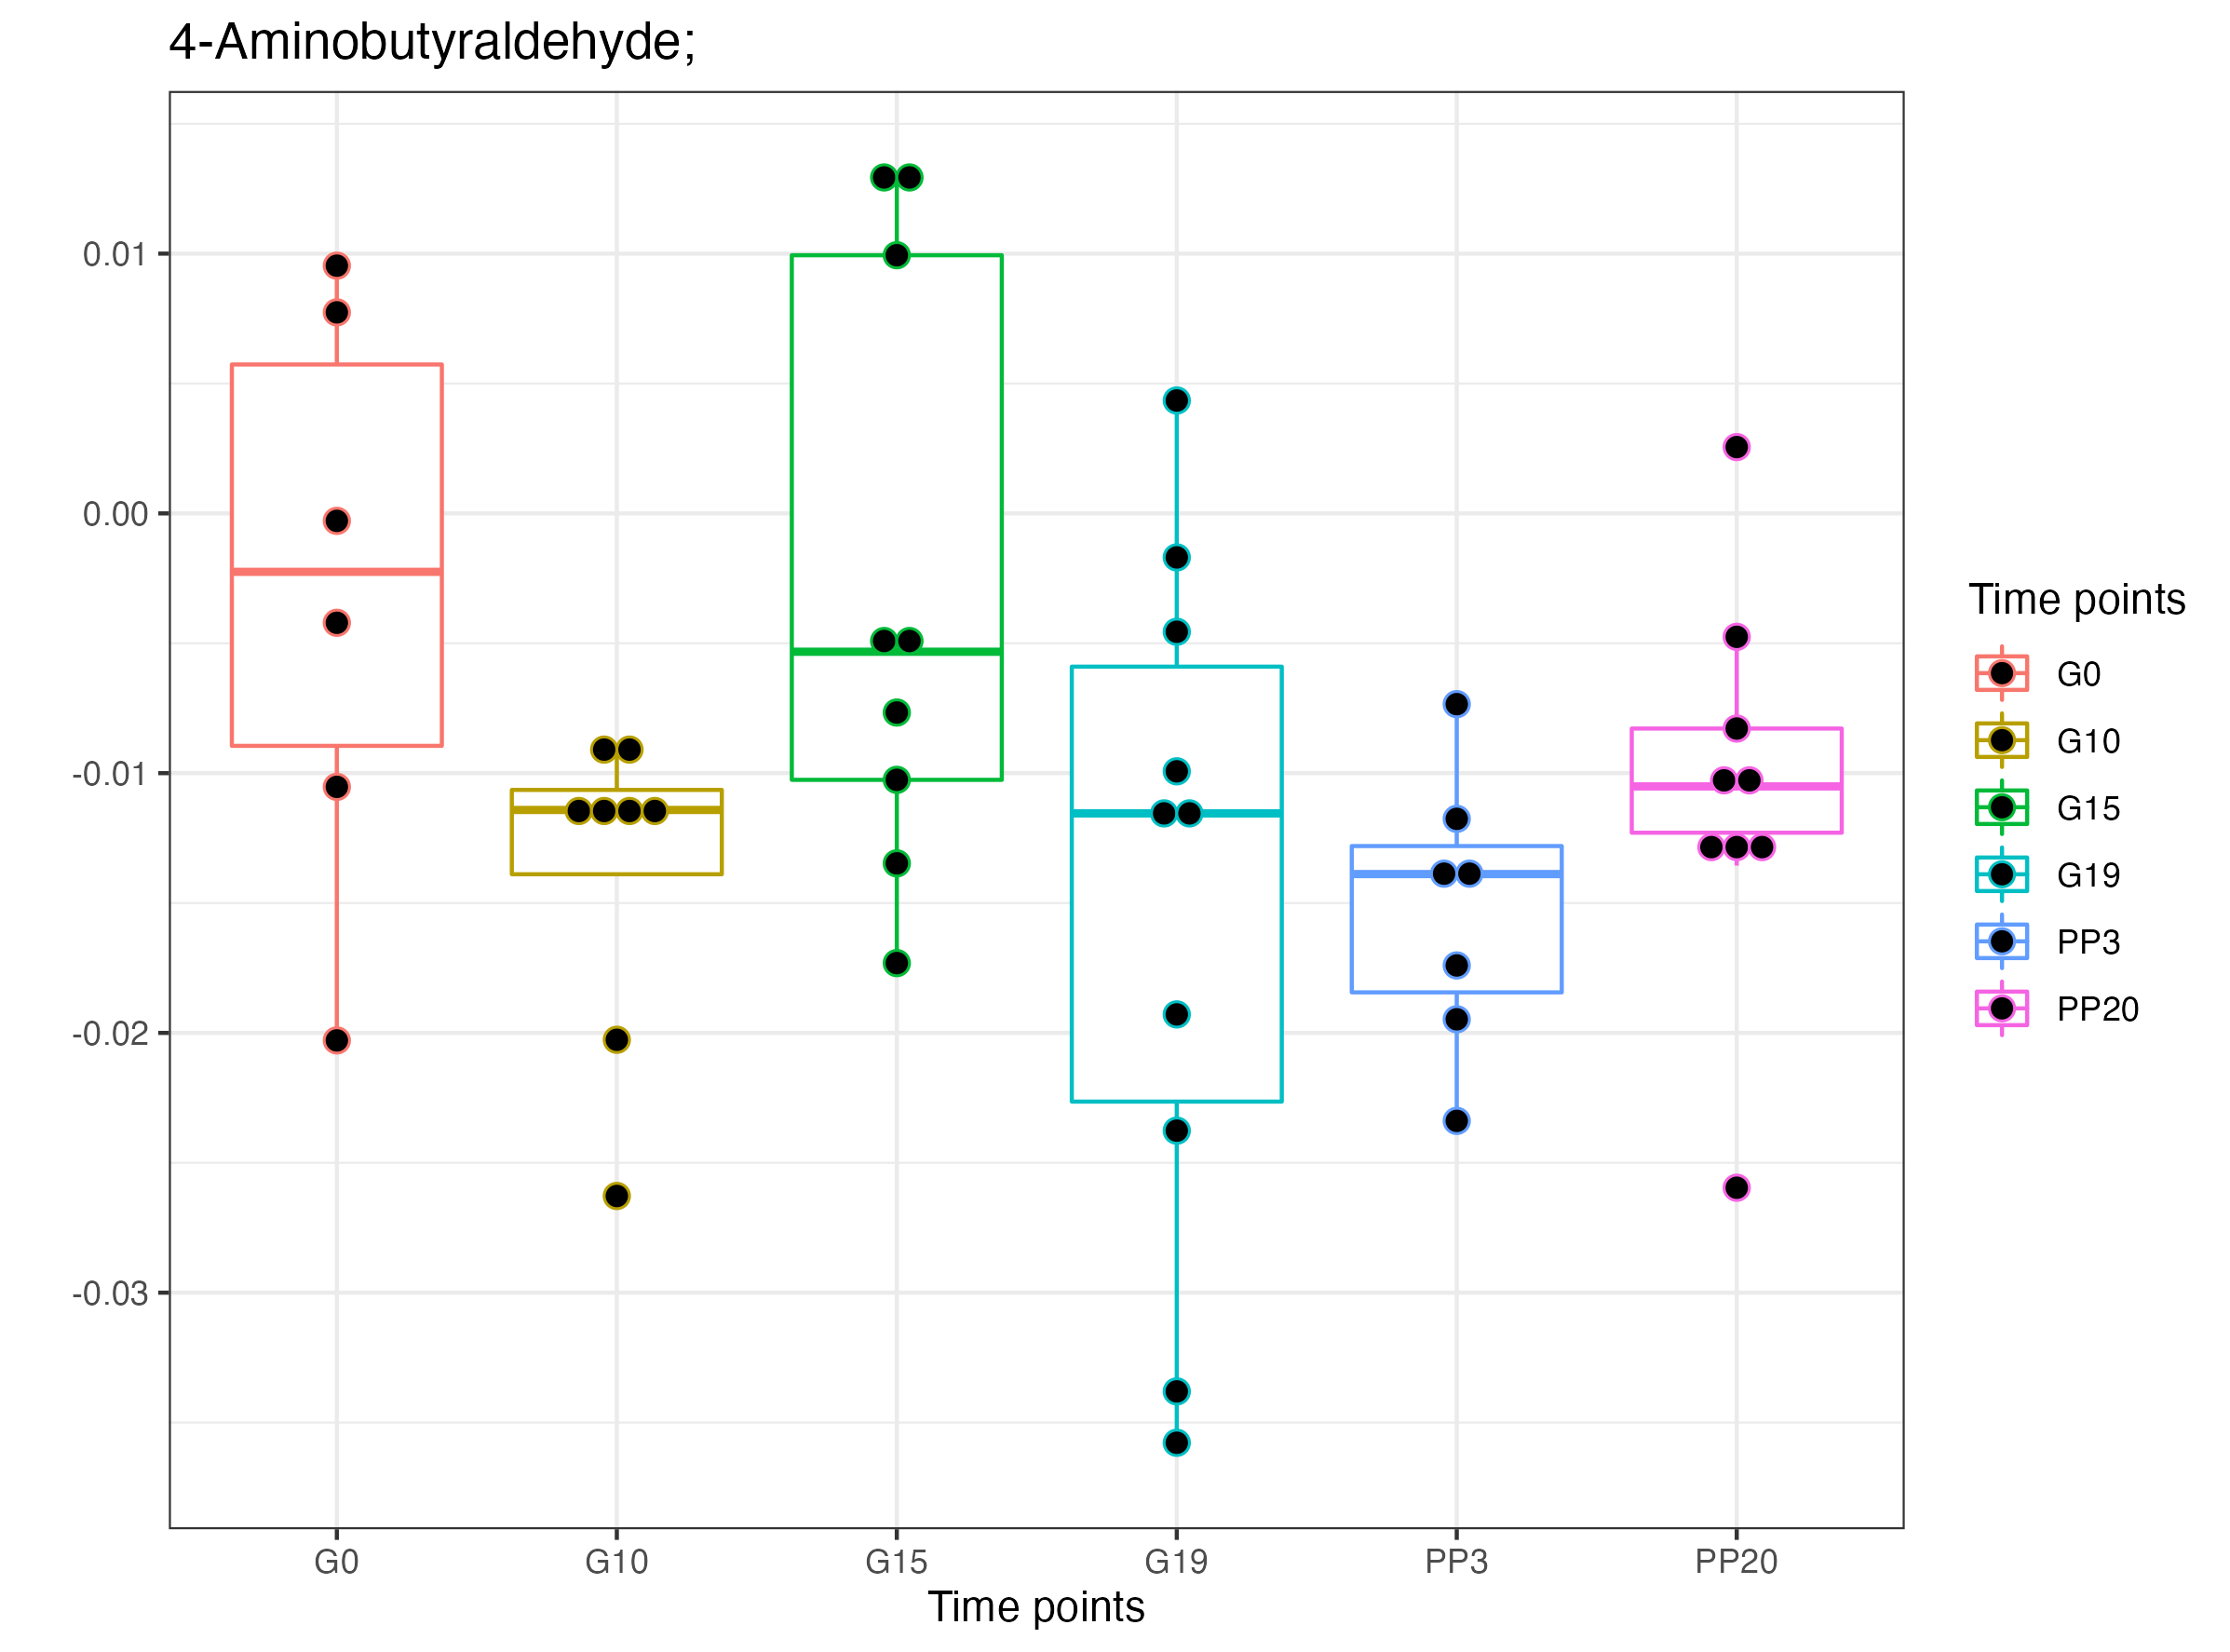 4-Aminobutyraldehyde;
0.01
0.00
-0.01
-0.02
-0.03
G0 G10 G15 G19 PP3 PP20
Time points
Time points
G0
G10
G15
G19
PP3
PP20